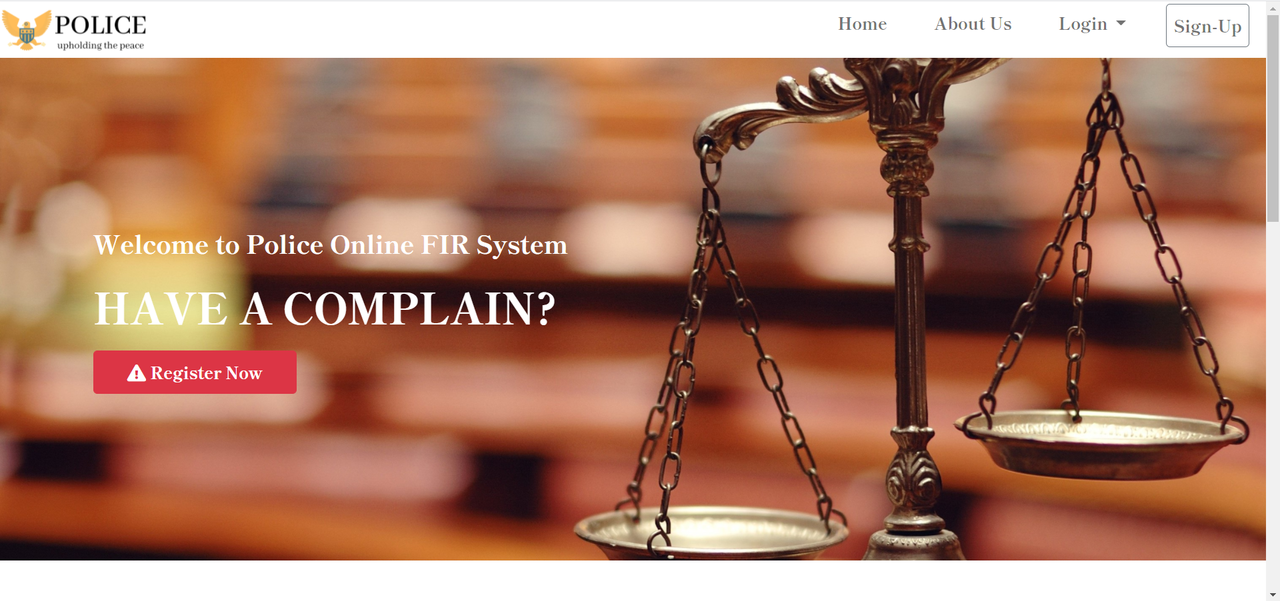 POLICE
upholding the peace
Home
About Us
Login
Sign-Up
Welcome to Police Online FIR System
HAVE A COMPLAIN?
Register Now